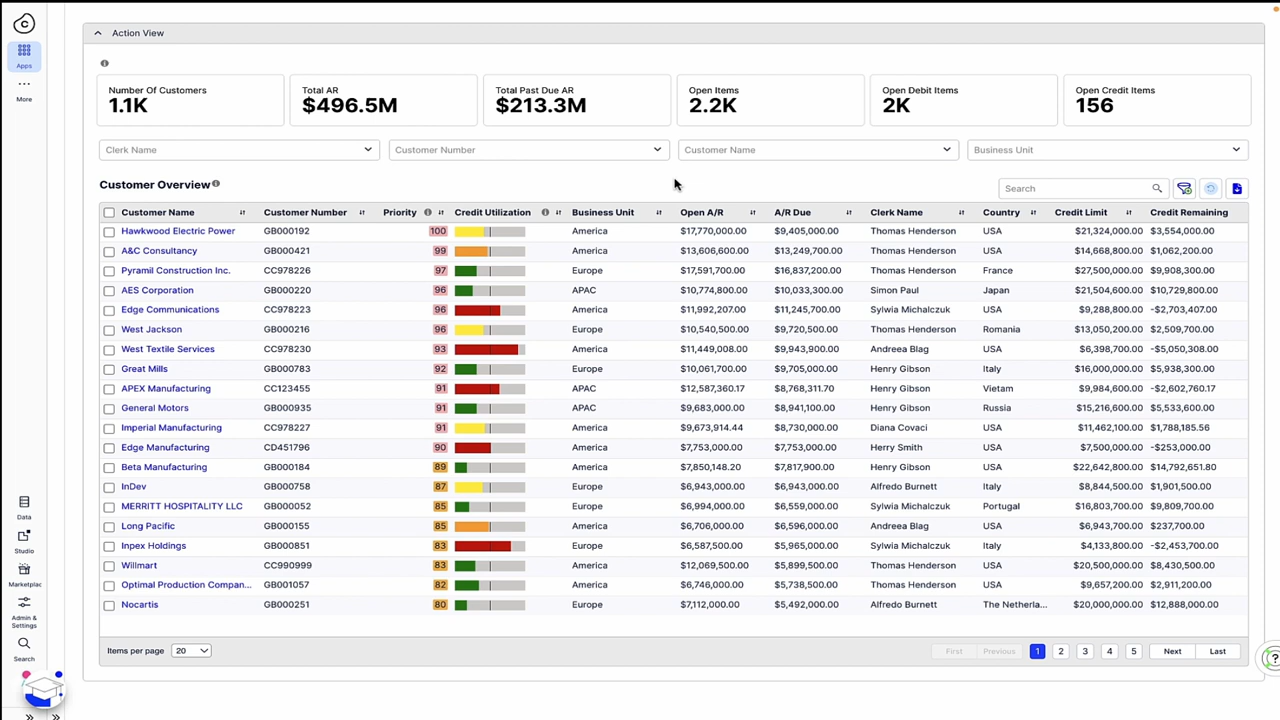 Action View
Number Of Customers
1.1K
Total AR
$496.5M
Total Past Due AR
$213.3M
Open Items
2.2K
Open Debit Items
2K
Open Credit Items
156
Clerk Name
Customer Number
Customer Name
Business Unit
Customer Overview
Search
Customer Name Customer Number Priority Credit Utilization Business Unit Open A/R A/R Due Clerk Name Country Credit Limit Credit Remaining
Hawkwood Electric Power GB000192 100 America $17,770,000.00 $9,405,000.00 Thomas Henderson USA $21,324,000.00 $3,554,000.00
A&C Consultancy GB000421 99 America $13,606,600.00 $13,249,700.00 Thomas Henderson USA $14,668,800.00 $1,062,200.00
Pyramil Construction Inc. CC978226 97 Europe $17,591,700.00 $16,837,200.00 Thomas Henderson France $27,500,000.00 $9,908,300.00
AES Corporation GB000220 96 APAC $10,774,800.00 $10,033,300.00 Simon Paul Japan $21,504,600.00 $10,729,800.00
Edge Communications CC978223 96 America $11,992,207.00 $11,245,700.00 Sylwia Michalczuk USA $9,288,800.00 -$2,703,407.00
West Jackson GB000216 96 Europe $10,540,500.00 $9,720,500.00 Thomas Henderson Romania $13,050,200.00 $2,509,700.00
West Textile Services CC978230 93 America $11,449,008.00 $9,943,900.00 Andreea Blag USA $6,398,700.00 -$5,050,308.00
Great Mills GB000783 92 Europe $10,061,700.00 $9,705,000.00 Henry Gibson Italy $16,000,000.00 $5,938,300.00
APEX Manufacturing CC123455 91 APAC $12,587,360.17 $8,768,311.70 Henry Gibson Vietam $9,984,600.00 -$2,602,760.17
General Motors GB000935 91 APAC $9,683,000.00 $8,941,100.00 Henry Gibson Russia $15,216,600.00 $5,533,600.00
Imperial Manufacturing CC978227 91 America $9,673,914.44 $8,730,000.00 Diana Covaci USA $11,462,100.00 $1,788,185.56
Edge Manufacturing CD451796 90 America $7,753,000.00 $7,753,000.00 Herry Smith USA $7,500,000.00 -$253,000.00
Beta Manufacturing GB000184 89 America $7,850,148.20 $7,817,900.00 Henry Gibson USA $22,642,800.00 $14,792,651.80
InDev GB000758 87 Europe $6,943,000.00 $6,943,000.00 Alfredo Burnett Italy $8,844,500.00 $1,901,500.00
MERRITT HOSPITALITY LLC GB000052 85 Europe $6,994,000.00 $6,559,000.00 Sylwia Michalczuk Portugal $16,803,700.00 $9,809,700.00
Long Pacific GB000155 85 America $6,706,000.00 $6,596,000.00 Andreea Blag USA $6,943,700.00 $237,700.00
Inpex Holdings GB000851 83 Europe $6,587,500.00 $5,965,000.00 Sylwia Michalczuk Italy $4,133,800.00 -$2,453,700.00
Willmart CC990999 83 America $12,069,500.00 $5,899,500.00 Thomas Henderson USA $20,500,000.00 $8,430,500.00
Optimal Production Compan... GB001057 82 America $6,746,000.00 $5,738,500.00 Thomas Henderson USA $9,657,200.00 $2,911,200.00
Nocartis GB000251 80 Europe $7,112,000.00 $5,492,000.00 Alfredo Burnett The Netherla... $20,000,000.00 $12,888,000.00
Items per page 20 First Previous 1 2 3 4 5 Next Last
Apps
More
Data
Studio
Marketplac
Admin &
Settings
Search